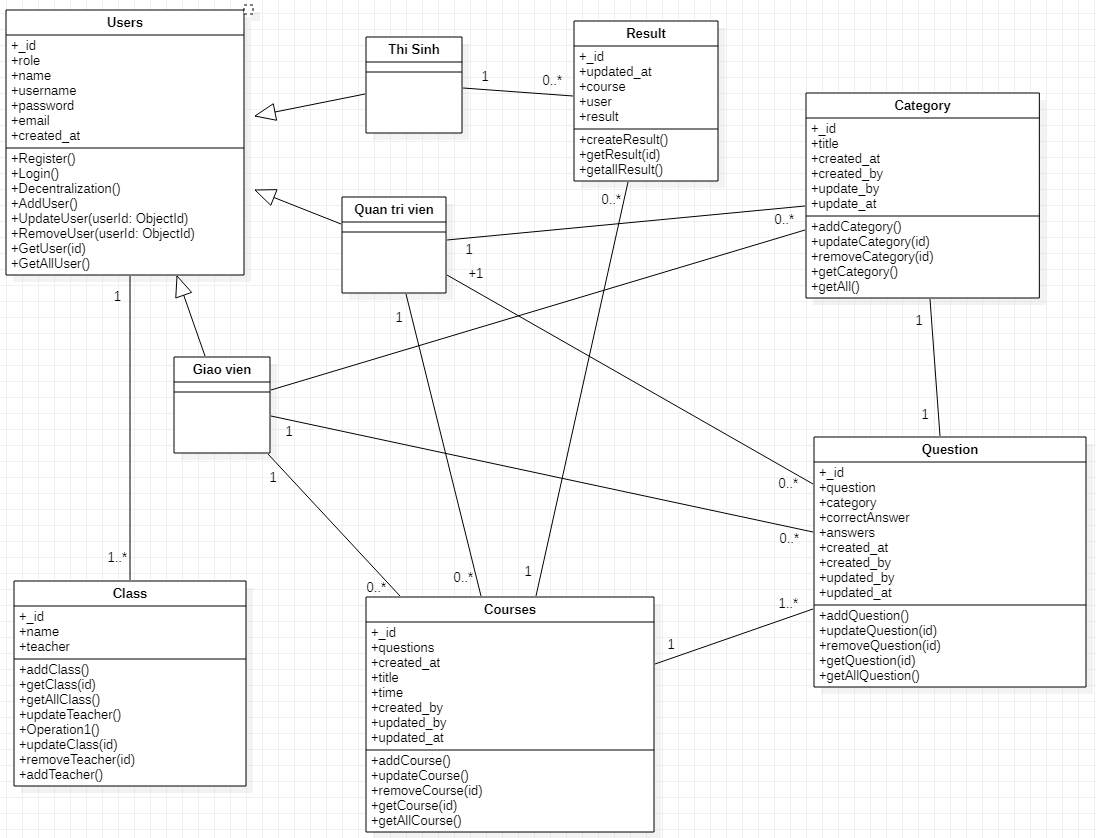 Users
+_id
+role
+name
+username
+password
+email
+created_at
+Register()
+Login()
+Decentralization()
+AddUser()
+UpdateUser(userId: ObjectId)
+RemoveUser(userId: ObjectId)
+GetUser(id)
+GetAllUser()
Thi Sinh
1
0..*
Result
+_id
+updated_at
+course
+user
+result
+createResult()
+getResult(id)
+getallResult()
0..*
Category
+_id
+title
+created_at
+created_by
+update_by
+update_at
+addCategory()
+updateCategory(id)
+removeCategory(id)
+getCategory()
+getAll()
Quan tri vien
1
0..*
+1
1
1
1
1
Giao vien
1
1
0..*
0..*
1..*
0..*
0..*
1
1..*
1
Question
+_id
+question
+category
+correctAnswer
+answers
+created_at
+created_by
+updated_by
+updated_at
+addQuestion()
+updateQuestion(id)
+removeQuestion(id)
+getQuestion(id)
+getAllQuestion()
Class
+_id
+name
+teacher
+addClass()
+getClass(id)
+getAllClass()
+updateTeacher()
+Operation1()
+updateClass(id)
+removeTeacher(id)
+addTeacher()
Courses
+_id
+questions
+created_at
+title
+time
+created_by
+updated_by
+updated_at
+addCourse()
+updateCourse()
+removeCourse(id)
+getCourse(id)
+getAllCourse()